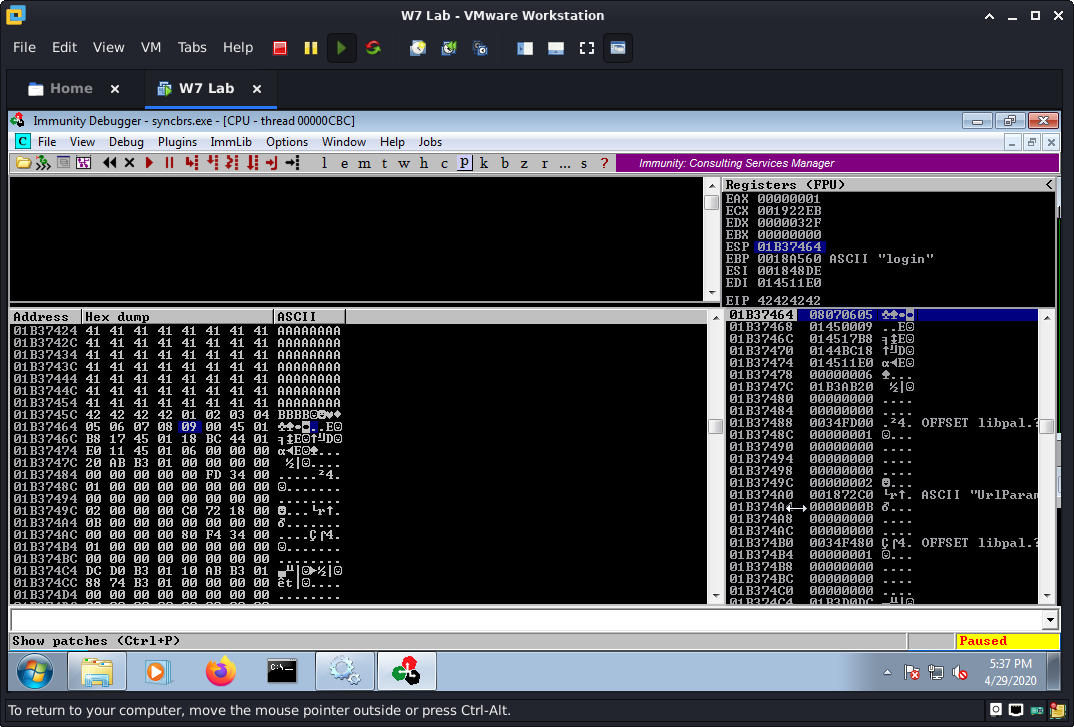 W7 Lab - VMware Workstation
File Edit View VM Tabs Help
Home
W7 Lab
Immunity Debugger - syncbrs.exe - [CPU - thread 00000CBC]
C File View Debug Plugins ImmLib Options Window Help Jobs
l e m t w h c p k b z r ... s ?
Immunity: Consulting Services Manager
Registers (FPU) <
EAX 00000001
ECX 001922EB
EDX 0000032F
EBX 00000000
ESP 01B37464
EBP 0018A560 ASCII "login"
ESI 001848DE
EDI 014511E0
EIP 42424242
Address Hex dump ASCII
01B37424 41 41 41 41 41 41 41 41 AAAAAAAA
01B3742C 41 41 41 41 41 41 41 41 AAAAAAAA
01B37434 41 41 41 41 41 41 41 41 AAAAAAAA
01B3743C 41 41 41 41 41 41 41 41 AAAAAAAA
01B37444 41 41 41 41 41 41 41 41 AAAAAAAA
01B3744C 41 41 41 41 41 41 41 41 AAAAAAAA
01B37454 41 41 41 41 41 41 41 41 AAAAAAAA
01B3745C 42 42 42 42 01 02 03 04 BBBB☺☻♥♦
01B37464 05 06 07 08 09 00 45 01 ♣♠•◘..E☺
01B3746C B8 17 45 01 18 BC 44 01 ╕↨E☺↑╝D☺
01B37474 E0 11 45 01 06 00 00 00 α◄E☺♠...
01B3747C 20 AB B3 01 00 00 00 00 ½│☺....
01B37484 00 00 00 00 00 FD 34 00 .....²4.
01B3748C 01 00 00 00 00 00 00 00 ☺.......
01B37494 00 00 00 00 00 00 00 00 ........
01B3749C 02 00 00 00 C0 72 18 00 ☻...└r↑.
01B374A4 0B 00 00 00 00 00 00 00 ♂.......
01B374AC 00 00 00 00 80 F4 34 00 ....Ç⌠4.
01B374B4 01 00 00 00 00 00 00 00 ☺.......
01B374BC 00 00 00 00 00 00 00 00 ........
01B374C4 DC D0 B3 01 10 AB B3 01 ▄╨│☺►½│☺
01B374CC 88 74 B3 01 00 00 00 00 êt│☺....
01B374D4 00 00 00 00 00 00 00 00 ........
01B37464 08070605 ♣♠•◘
01B37468 01450009 ..E☺
01B3746C 014517B8 ╕↨E☺
01B37470 0144BC18 ↑╝D☺
01B37474 014511E0 α◄E☺
01B37478 00000006 ♠...
01B3747C 01B3AB20 ½│☺
01B37480 00000000 ....
01B37484 00000000 ....
01B37488 0034FD00 .²4. OFFSET libpal.?
01B3748C 00000001 ☺...
01B37490 00000000 ....
01B37494 00000000 ....
01B37498 00000000 ....
01B3749C 00000002 ☻...
01B374A0 001872C0 └r↑. ASCII "UrlParam
0000000B ♂...
01B374A8 00000000 ....
01B374AC 00000000 ....
01B374B0 0034F480 Ç⌠4. OFFSET libpal.?
01B374B4 00000001 ☺...
01B374B8 00000000 ....
01B374BC 00000000 ....
01B374C0 00000000 ....
01B374C4 01B3D0DC ▄╨│☺
Show patches (Ctrl+P)
Paused
5:37 PM
4/29/2020
To return to your computer, move the mouse pointer outside or press Ctrl-Alt.